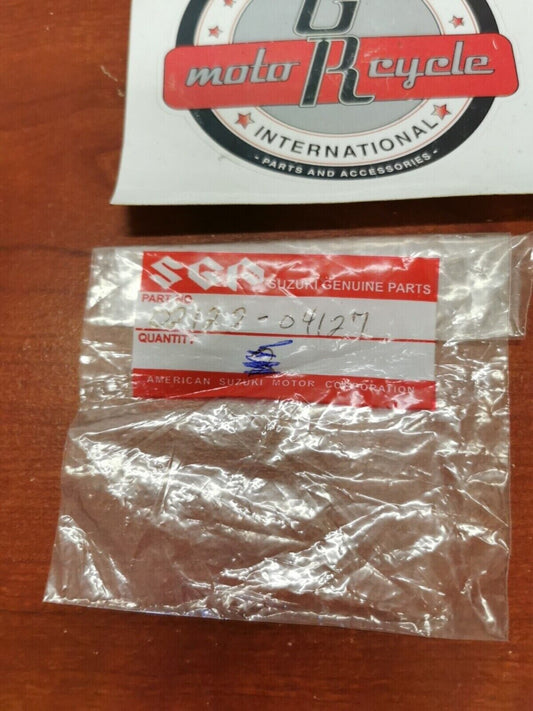 G
moto R cycle
INTERNATIONAL
- PARTS AND ACCESSORIES -
SGP SUZUKI GENUINE PARTS
PART NO.
-04127
QUANTITY
AMERICAN SUZUKI MOTOR CORPORATION